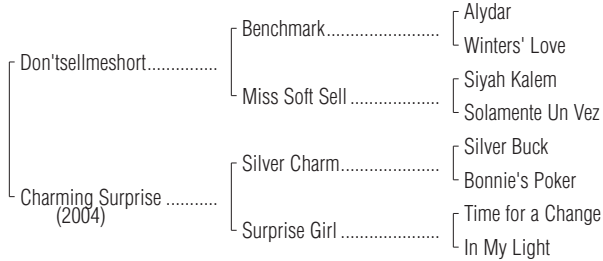 Alydar
Benchmark.......................
Winters' Love
Don'tsellmeshort..............
Siyah Kalem
Miss Soft Sell ..................
Solamente Un Vez
Silver Buck
Silver Charm....................
Bonnie's Poker
Charming Surprise ..........
(2004)
Time for a Change
Surprise Girl ....................
In My Light